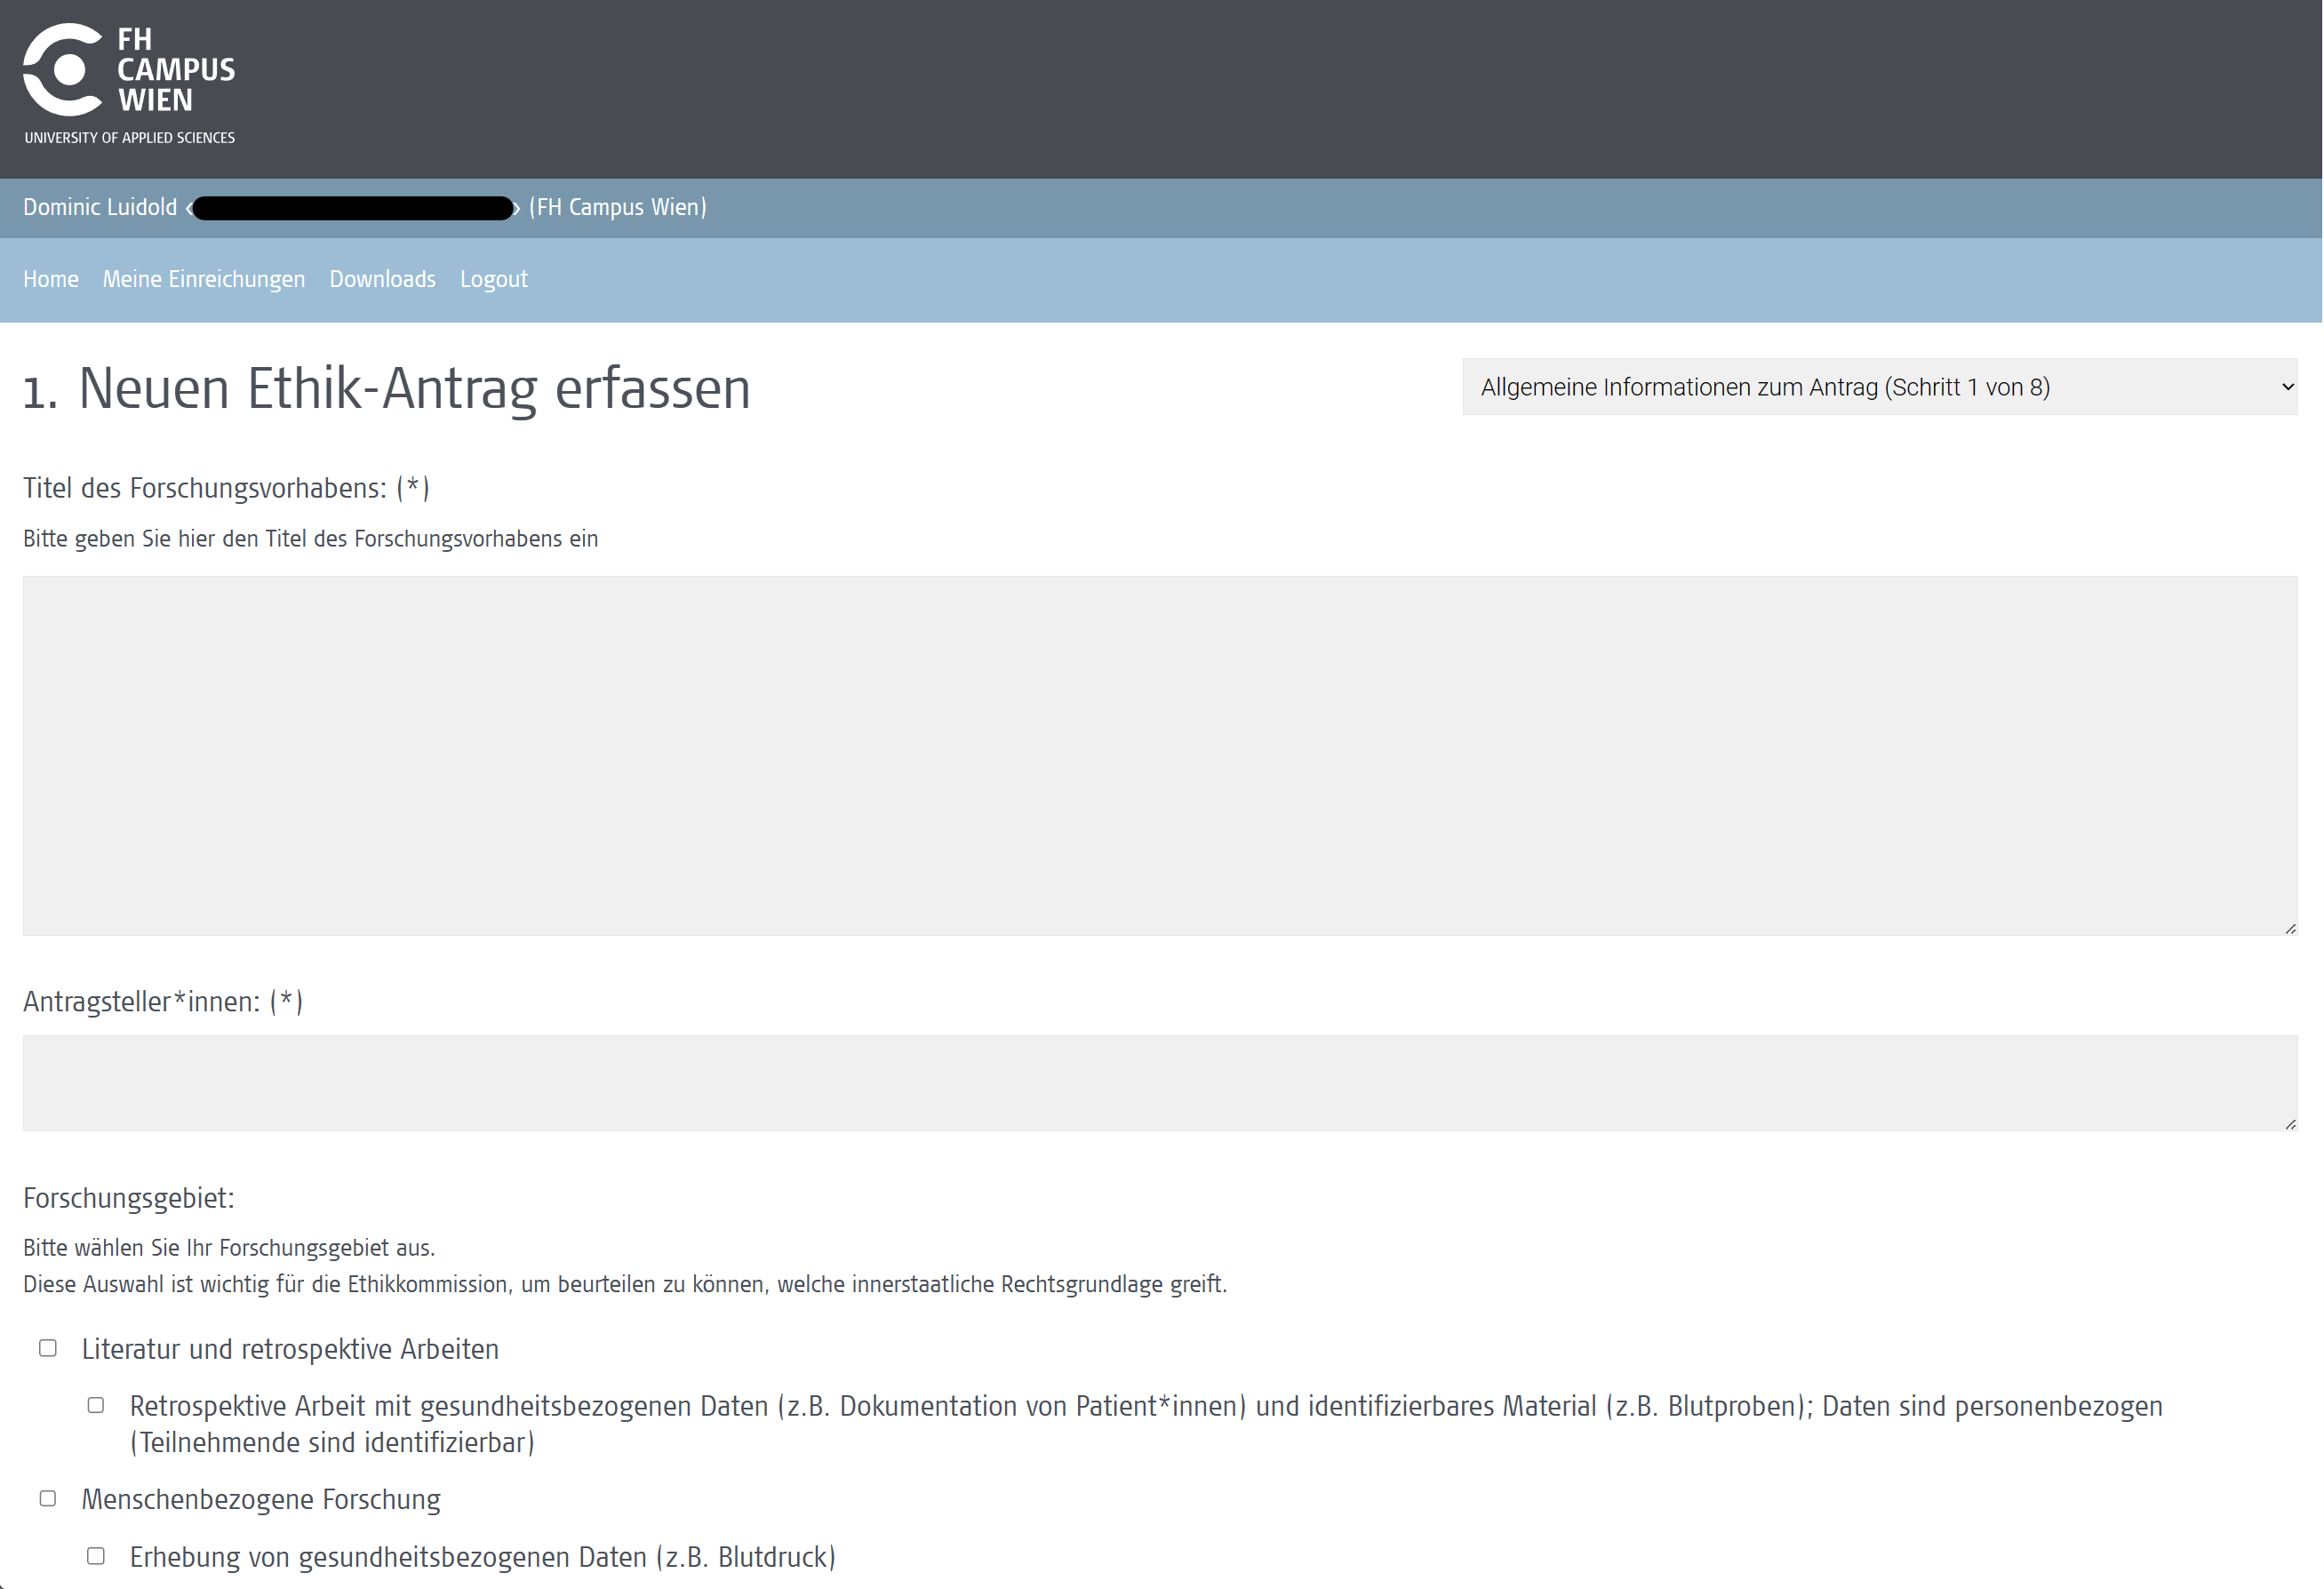 FH
CAMPUS
WIEN
UNIVERSITY OF APPLIED SCIENCES
Dominic Luidold < > (FH Campus Wien)
Home Meine Einreichungen Downloads Logout
1. Neuen Ethik-Antrag erfassen
Allgemeine Informationen zum Antrag (Schritt 1 von 8)
Titel des Forschungsvorhabens: (*)
Bitte geben Sie hier den Titel des Forschungsvorhabens ein
Antragsteller*innen: (*)
Forschungsgebiet:
Bitte wählen Sie Ihr Forschungsgebiet aus.
Diese Auswahl ist wichtig für die Ethikkommission, um beurteilen zu können, welche innerstaatliche Rechtsgrundlage greift.
Literatur und retrospektive Arbeiten
Retrospektive Arbeit mit gesundheitsbezogenen Daten (z.B. Dokumentation von Patient*innen) und identifizierbares Material (z.B. Blutproben); Daten sind personenbezogen
(Teilnehmende sind identifizierbar)
Menschenbezogene Forschung
Erhebung von gesundheitsbezogenen Daten (z.B. Blutdruck)